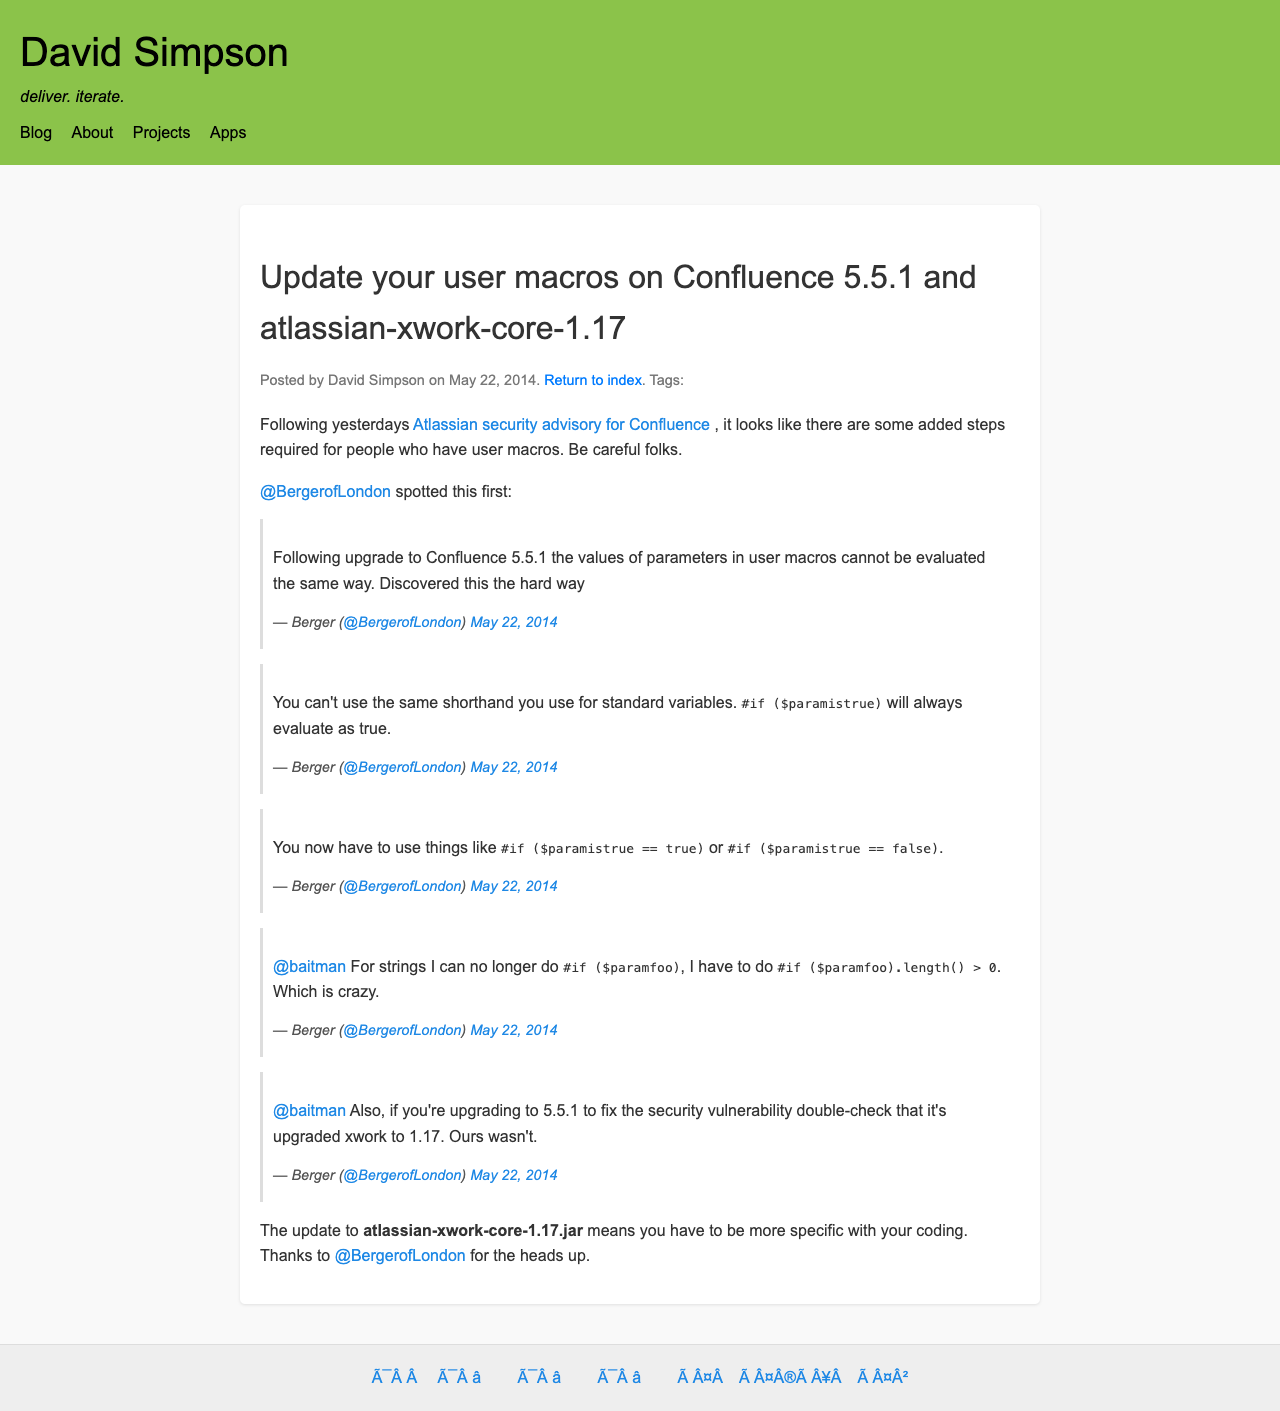 David Simpson
deliver. iterate.
Blog About Projects Apps
Update your user macros on Confluence 5.5.1 and
atlassian-xwork-core-1.17
Posted by David Simpson on May 22, 2014. Return to index. Tags:
Following yesterdays Atlassian security advisory for Confluence , it looks like there are some added steps
required for people who have user macros. Be careful folks.
@BergerofLondon spotted this first:
Following upgrade to Confluence 5.5.1 the values of parameters in user macros cannot be evaluated
the same way. Discovered this the hard way
— Berger (@BergerofLondon) May 22, 2014
You can't use the same shorthand you use for standard variables. #if ($paramistrue) will always
evaluate as true.
— Berger (@BergerofLondon) May 22, 2014
You now have to use things like #if ($paramistrue == true) or #if ($paramistrue == false).
— Berger (@BergerofLondon) May 22, 2014
@baitman For strings I can no longer do #if ($paramfoo), I have to do #if ($paramfoo).length() > 0.
Which is crazy.
— Berger (@BergerofLondon) May 22, 2014
@baitman Also, if you're upgrading to 5.5.1 to fix the security vulnerability double-check that it's
upgraded xwork to 1.17. Ours wasn't.
— Berger (@BergerofLondon) May 22, 2014
The update to atlassian-xwork-core-1.17.jar means you have to be more specific with your coding.
Thanks to @BergerofLondon for the heads up.
Ã¯Â Â Ã¯Â â Ã¯Â â Ã¯Â â Ã Â¤Â Ã Â¤Â®Ã Â¥Â Ã Â¤Â²